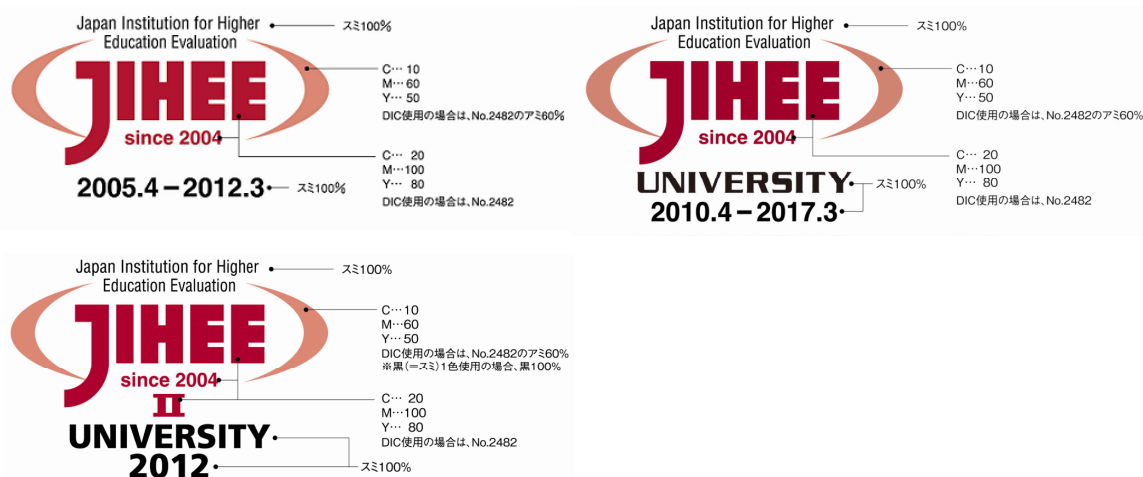 Japan Institution for Higher
Education Evaluation
スミ100%
JIHEE
since 2004
C… 10
M…60
Y… 50
DIC使用の場合は、No.2482のアミ60%
C… 20
M…100
Y… 80
DIC使用の場合は、No.2482
2005.4－2012.3
スミ100%
Japan Institution for Higher
Education Evaluation
スミ100%
JIHEE
since 2004
C…10
M…60
Y…50
DIC使用の場合は、No.2482のアミ60%
C… 20
M…100
Y… 80
DIC使用の場合は、No.2482
UNIVERSITY
2010.4－2017.3
スミ100%
Japan Institution for Higher
Education Evaluation
スミ100%
JIHEE
since 2004
II
C…10
M…60
Y…50
DIC使用の場合は、No.2482のアミ60%
※黒(=スミ)1色使用の場合、黒100%
C… 20
M…100
Y… 80
DIC使用の場合は、No.2482
UNIVERSITY
2012
スミ100%